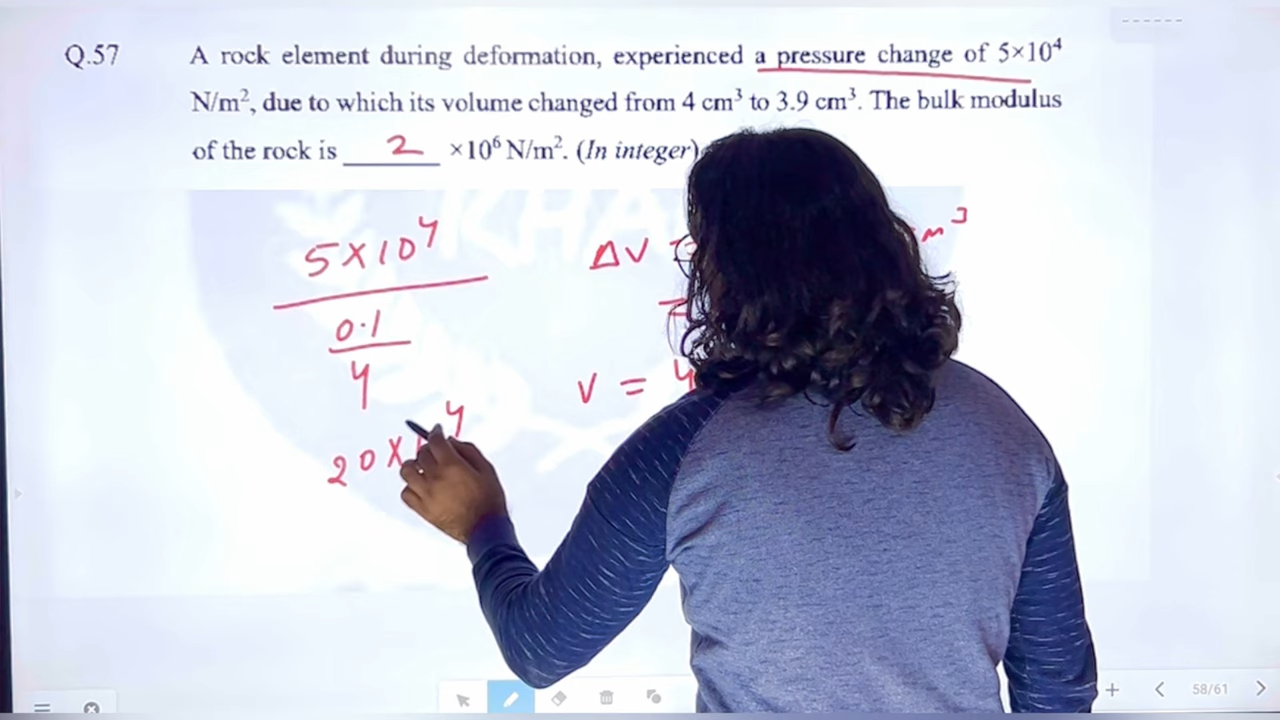 Q.57 A rock element during deformation, experienced a pressure change of 5×10⁴
N/m², due to which its volume changed from 4 cm³ to 3.9 cm³. The bulk modulus
of the rock is 2 ×10⁶ N/m². (In integer)
5×10⁴
0.1
4
20×
4
ΔV =
m³
V = 4
58/61